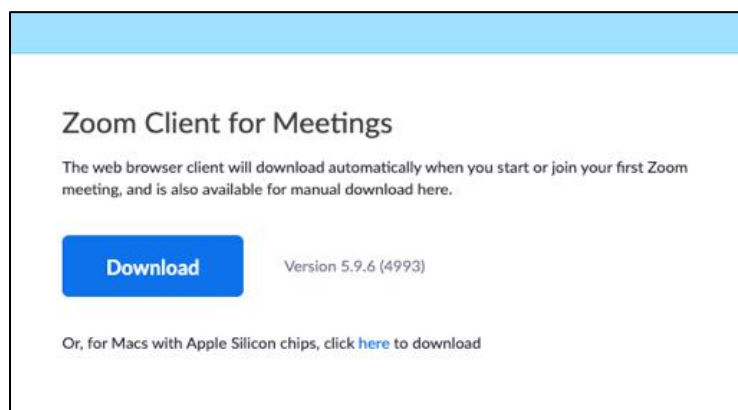 Zoom Client for Meetings
The web browser client will download automatically when you start or join your first Zoom
meeting, and is also available for manual download here.
Download Version 5.9.6 (4993)
Or, for Macs with Apple Silicon chips, click here to download